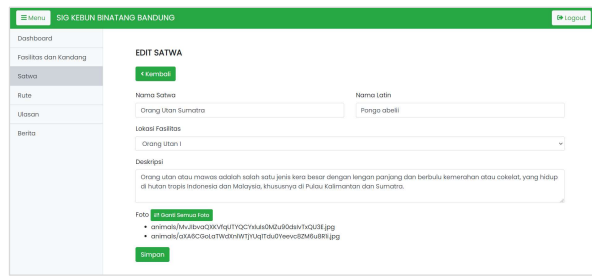 Menu SIG KEBUN BINATANG BANDUNG Logout
Dashboard
Fasilitas dan Kandang
Satwa
Rute
Ulasan
Berita
EDIT SATWA
Kembali
Nama Satwa Nama Latin
Orang Utan Sumatra Pongo abelii
Lokasi Fasilitas
Orang Utan I
Deskripsi
Orang utan atau mawas adalah salah satu jenis kera besar dengan lengan panjang dan berbulu kemerahan atau cokelat, yang hidup
di hutan tropis Indonesia dan Malaysia, khususnya di Pulau Kalimantan dan Sumatra.
Foto Ganti Semua Foto
Simpan